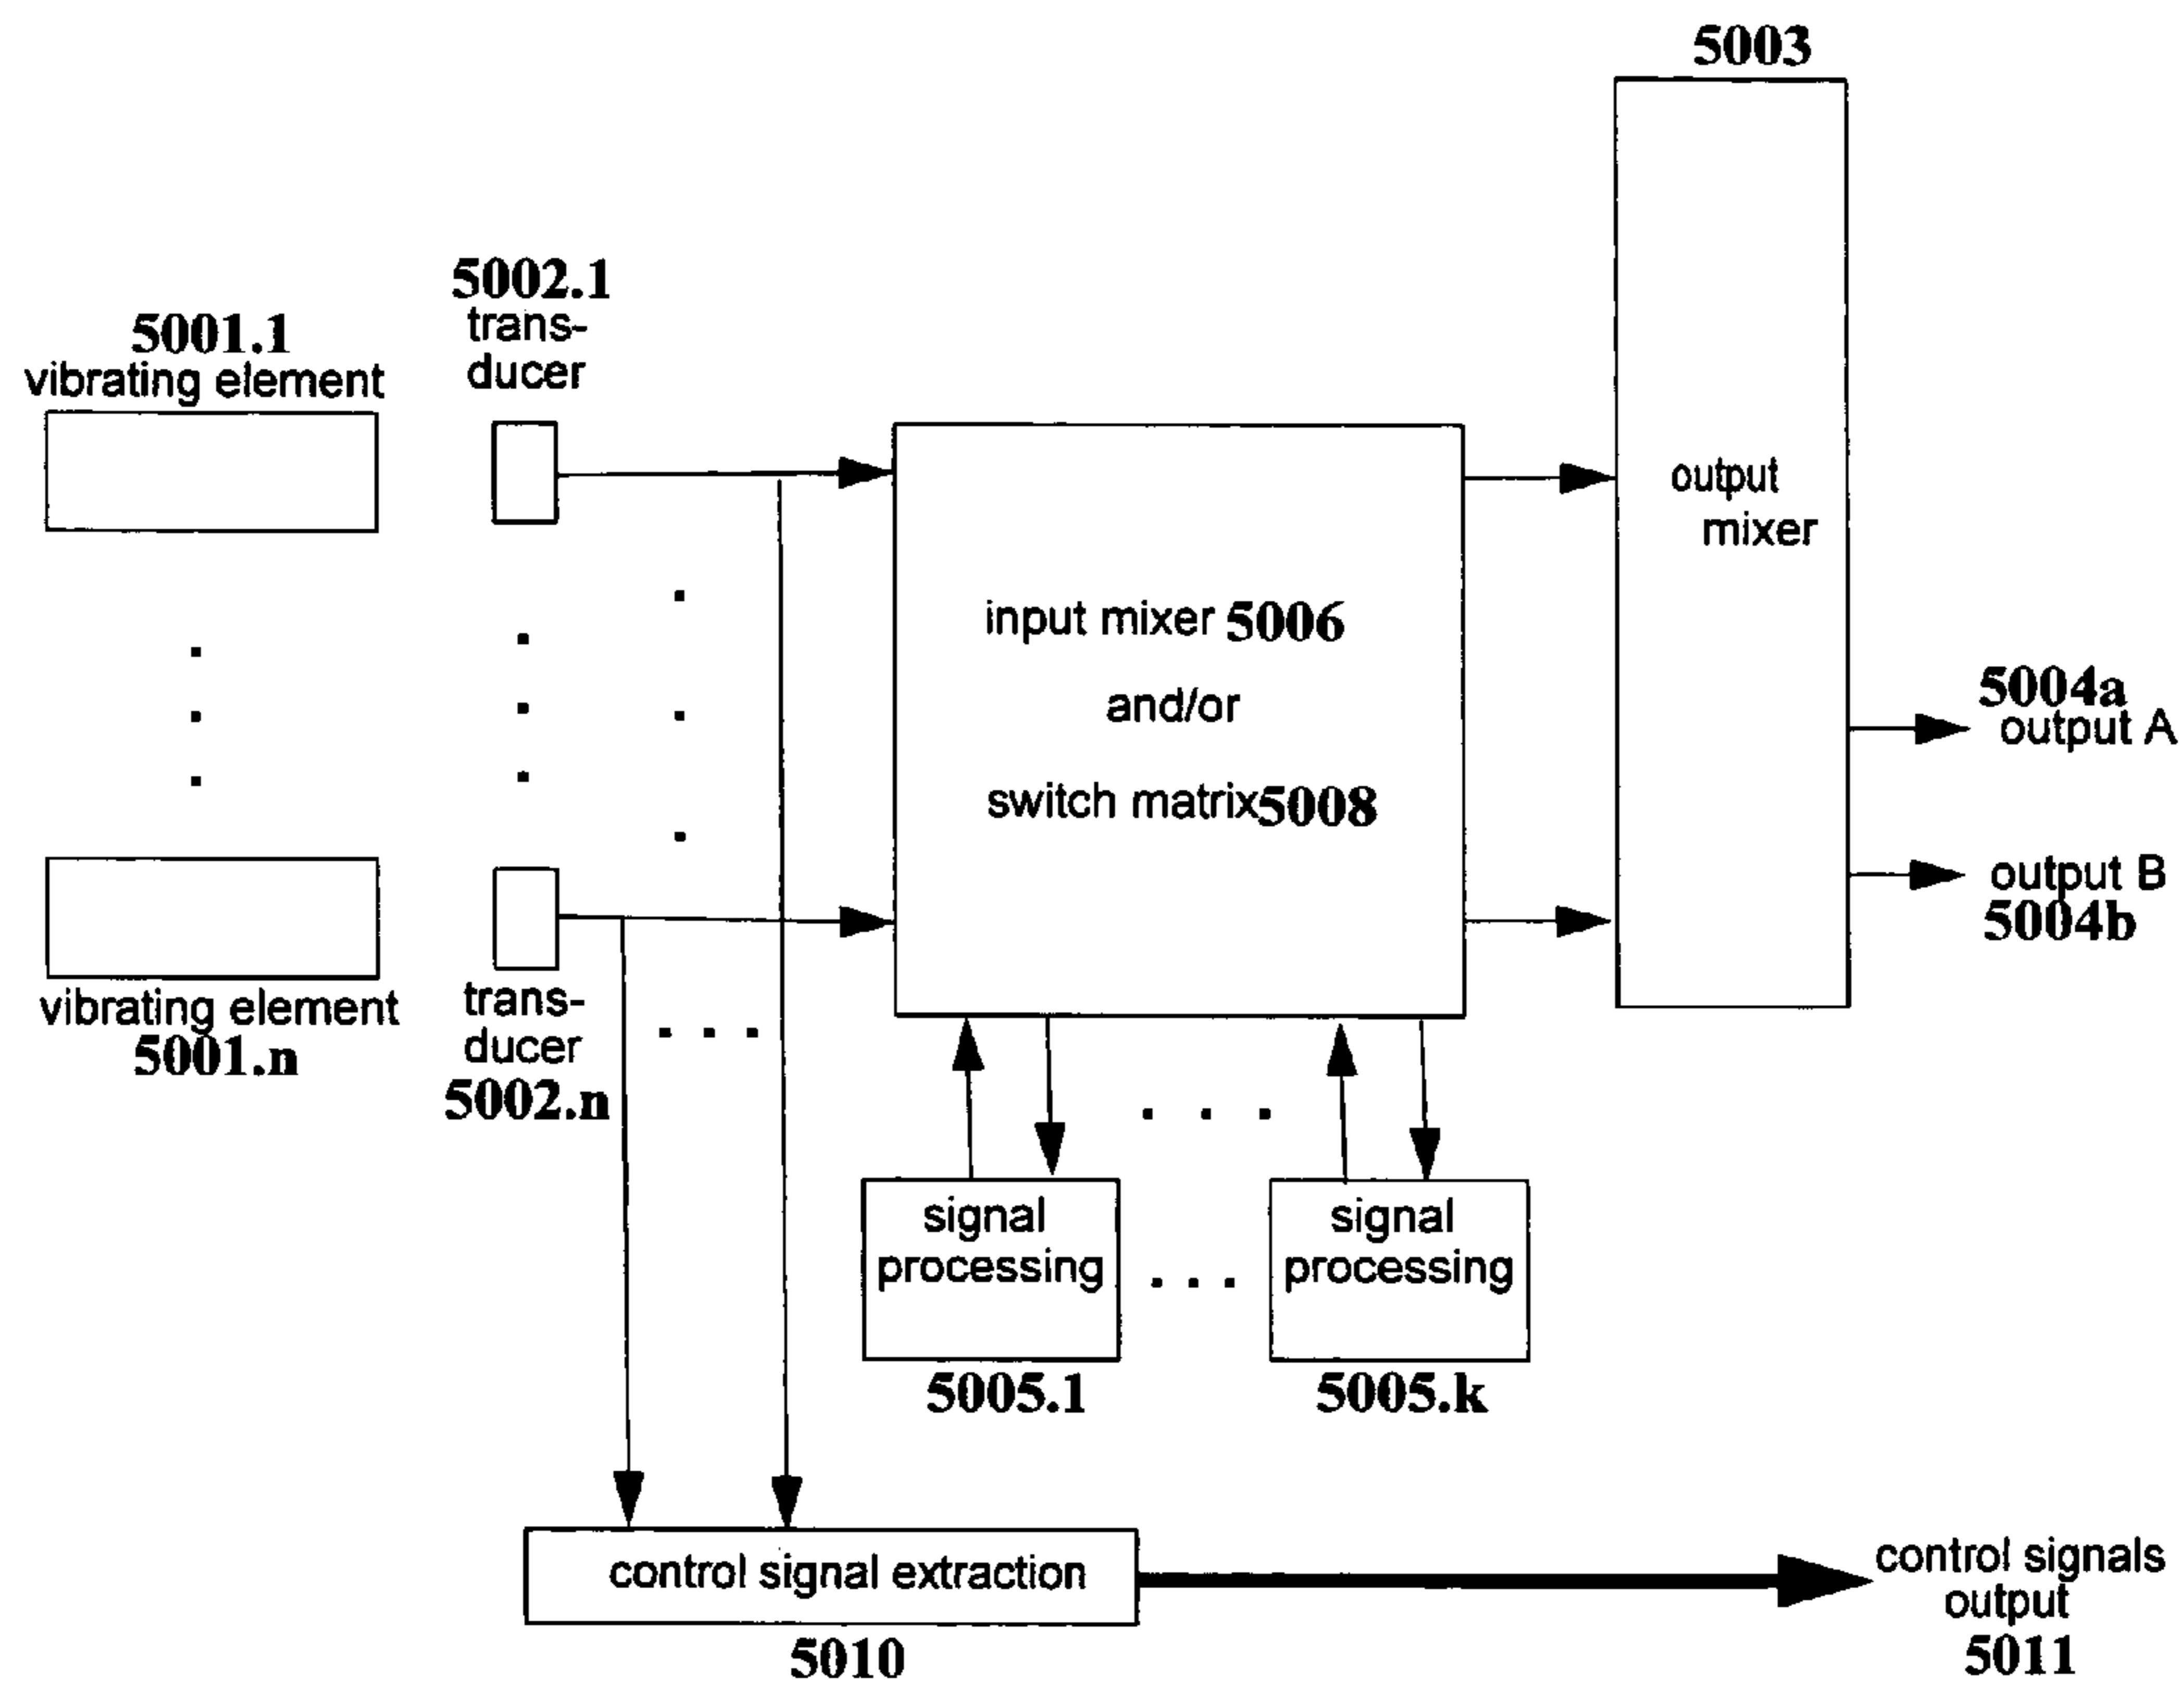 5003
5002.1
trans-
ducer
5001.1
vibrating element
output
mixer
input mixer 5006
and/or
switch matrix5008
5004a
output A
output B
5004b
vibrating element
5001.n
trans-
ducer
5002.n
signal
processing
5005.1
signal
processing
5005.k
control signal extraction
5010
control signals
output
5011